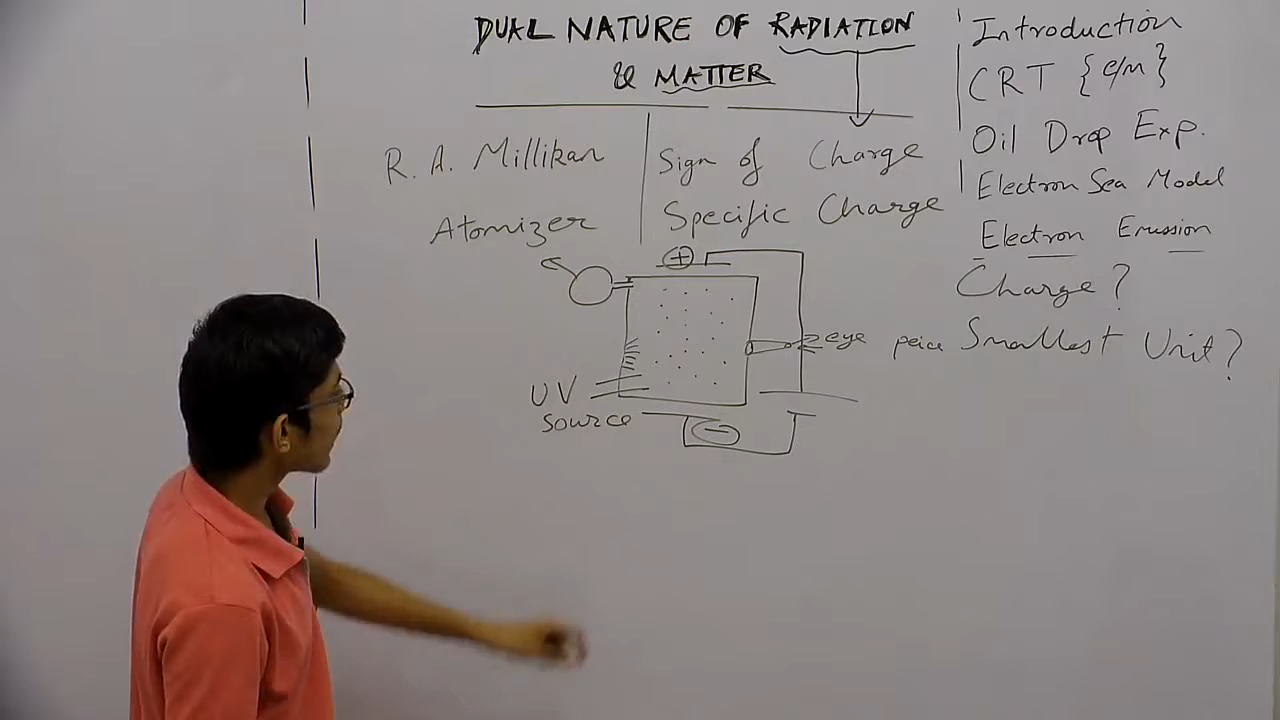 DUAL NATURE OF RADIATION
& MATTER
R. A. Millikan
Atomizer
Sign of Charge
Specific Charge
+
eye peice
UV
source
−
Introduction
CRT {e/m}
Oil Drop Exp.
Electron Sea Model
Electron Emission
Charge?
Smallest Unit?